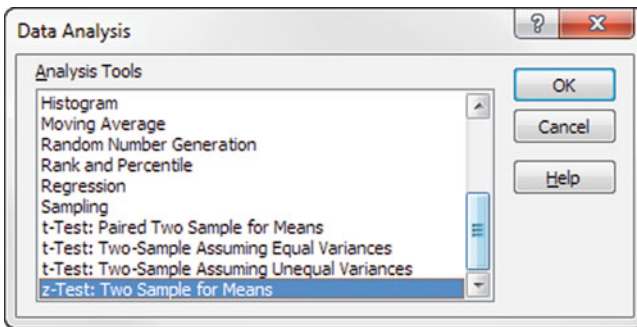 Data Analysis
?
Analysis Tools
Histogram
Moving Average
Random Number Generation
Rank and Percentile
Regression
Sampling
t-Test: Paired Two Sample for Means
t-Test: Two-Sample Assuming Equal Variances
t-Test: Two-Sample Assuming Unequal Variances
z-Test: Two Sample for Means
OK
Cancel
Help